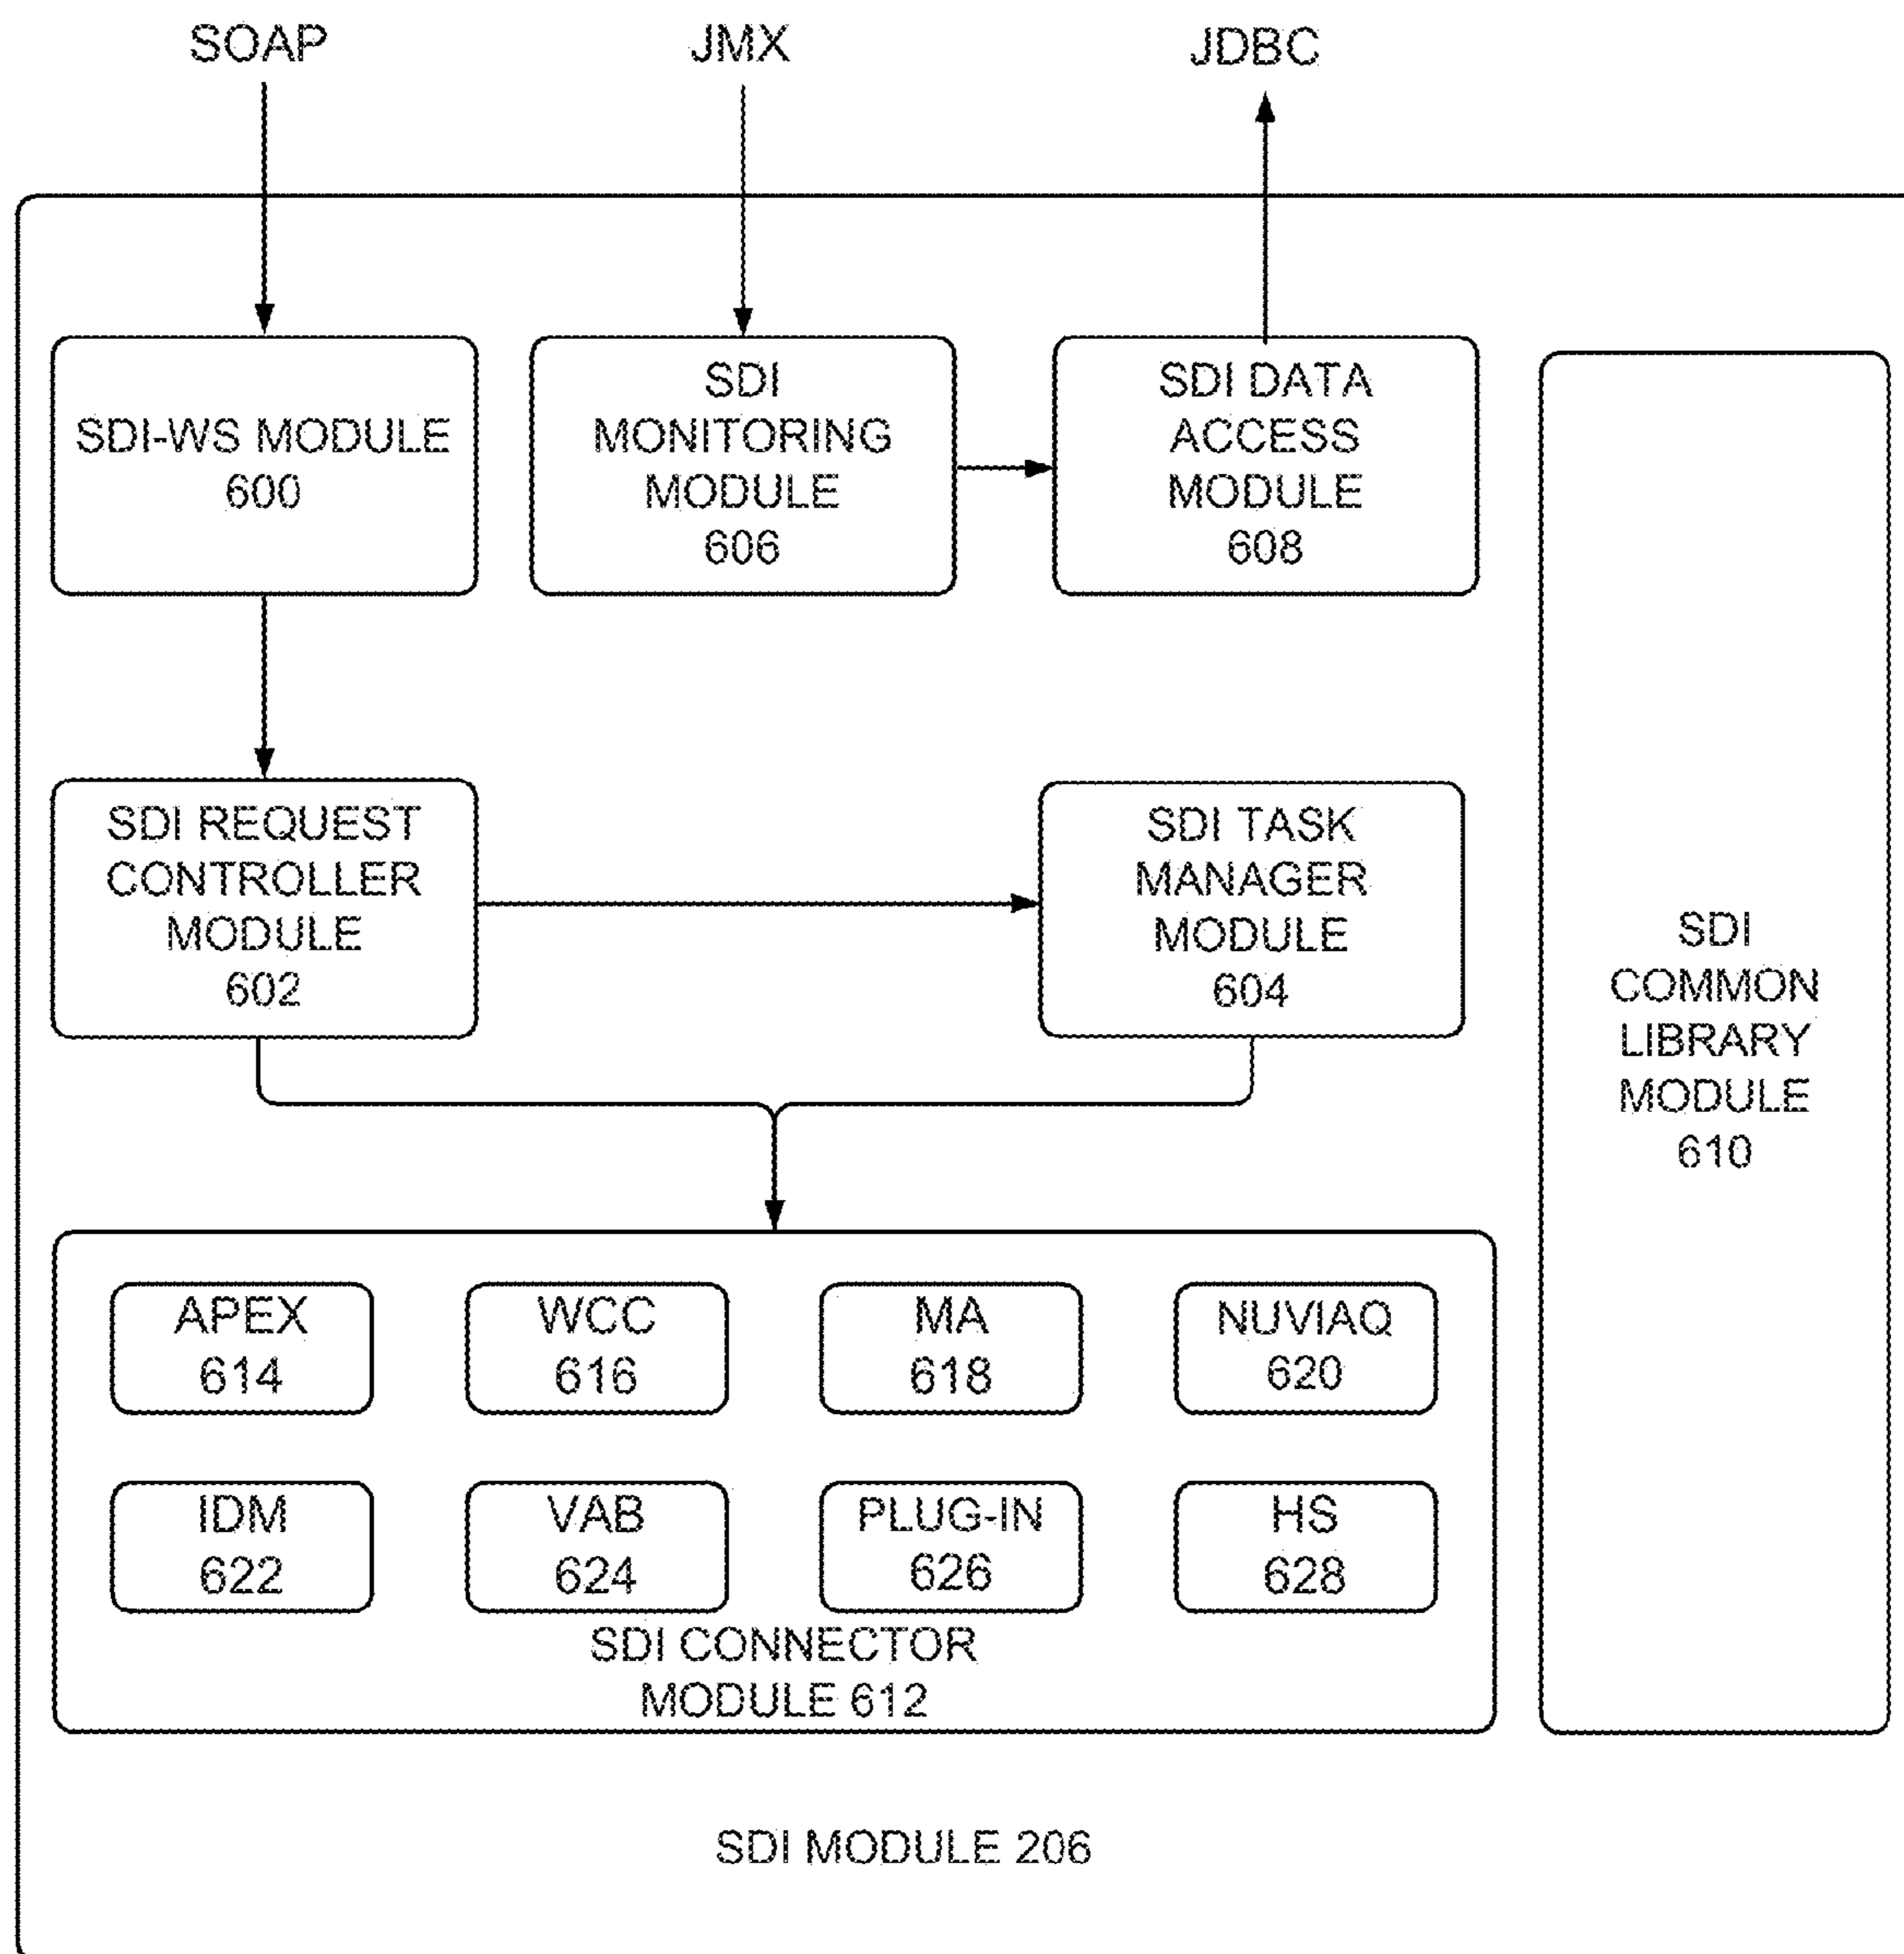 SOAP
JMX
JDBC
SDI-WS MODULE
600
SDI
MONITORING
MODULE
606
SDI DATA
ACCESS
MODULE
608
SDI REQUEST
CONTROLLER
MODULE
602
SDI TASK
MANAGER
MODULE
604
SDI
COMMON
LIBRARY
MODULE
610
APEX
614
WCC
616
MA
618
NUVIAQ
620
IDM
622
VAB
624
PLUG-IN
626
HS
628
SDI CONNECTOR
MODULE 612
SDI MODULE 206